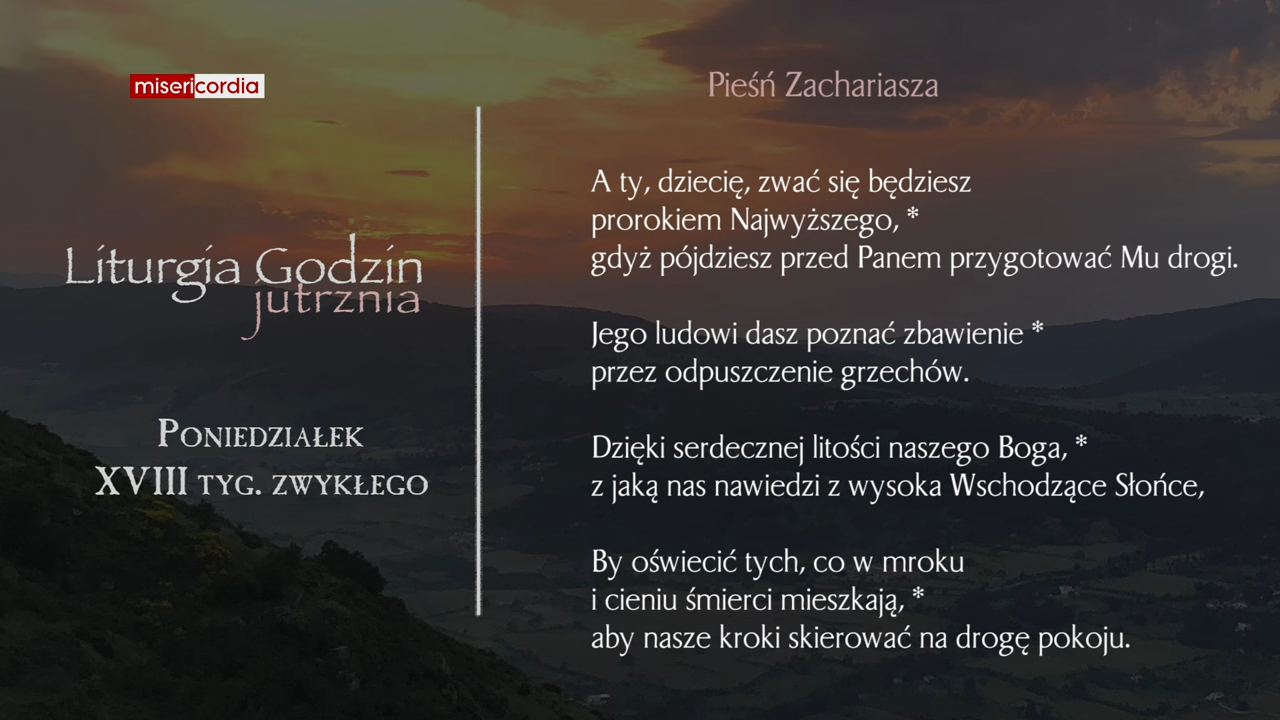 misericordia
Liturgia Godzin
jutrznia
Poniedziałek
XVIII tyg. zwykłego
Pieśń Zachariasza
A ty, dziecię, zwać się będziesz
prorokiem Najwyższego, *
gdyż pójdziesz przed Panem przygotować Mu drogi.
Jego ludowi dasz poznać zbawienie *
przez odpuszczenie grzechów.
Dzięki serdecznej litości naszego Boga, *
z jaką nas nawiedzi z wysoka Wschodzące Słońce,
By oświecić tych, co w mroku
i cieniu śmierci mieszkają, *
aby nasze kroki skierować na drogę pokoju.